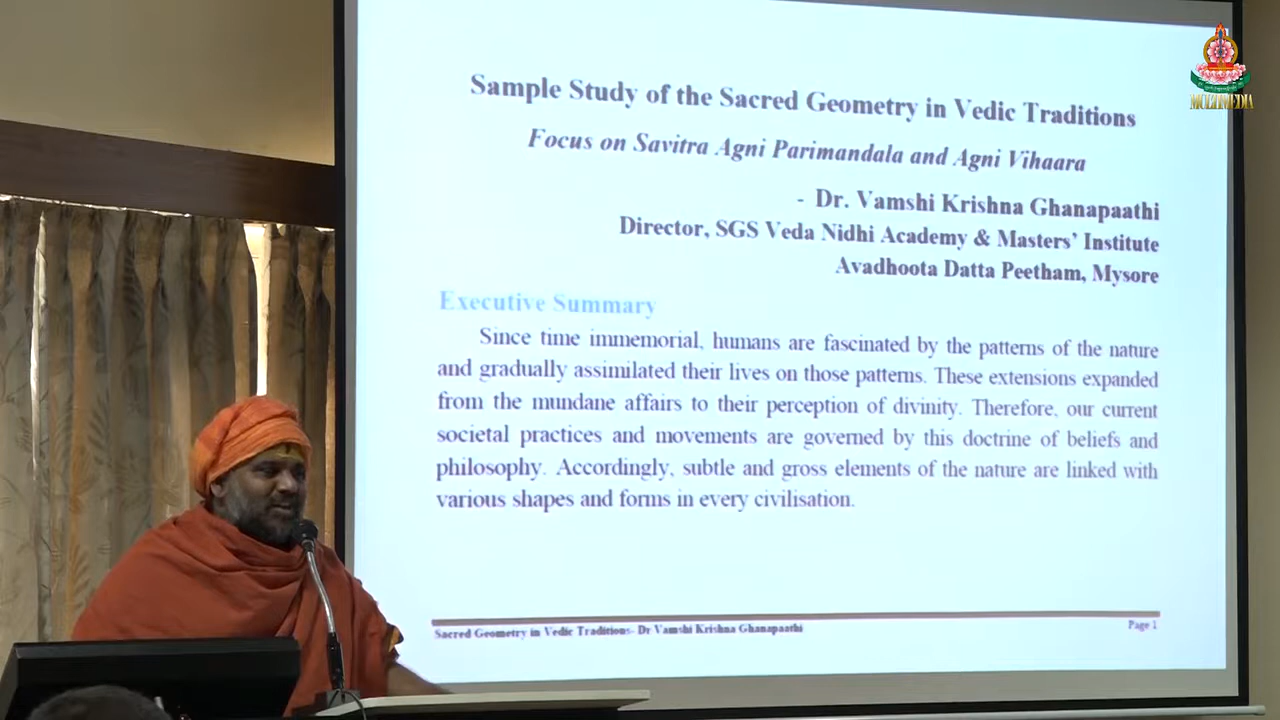 Sample Study of the Sacred Geometry in Vedic Traditions
Focus on Savitra Agni Parimandala and Agni Vihaara
- Dr. Vamshi Krishna Ghanapaathi
Director, SGS Veda Nidhi Academy & Masters' Institute
Avadhoota Datta Peetham, Mysore
Executive Summary
Since time immemorial, humans are fascinated by the patterns of the nature
and gradually assimilated their lives on those patterns. These extensions expanded
from the mundane affairs to their perception of divinity. Therefore, our current
societal practices and movements are governed by this doctrine of beliefs and
philosophy. Accordingly, subtle and gross elements of the nature are linked with
various shapes and forms in every civilisation.
Sacred Geometry in Vedic Traditions- Dr Vamshi Krishna Ghanapaathi
Page 1
MULTIMEDIA